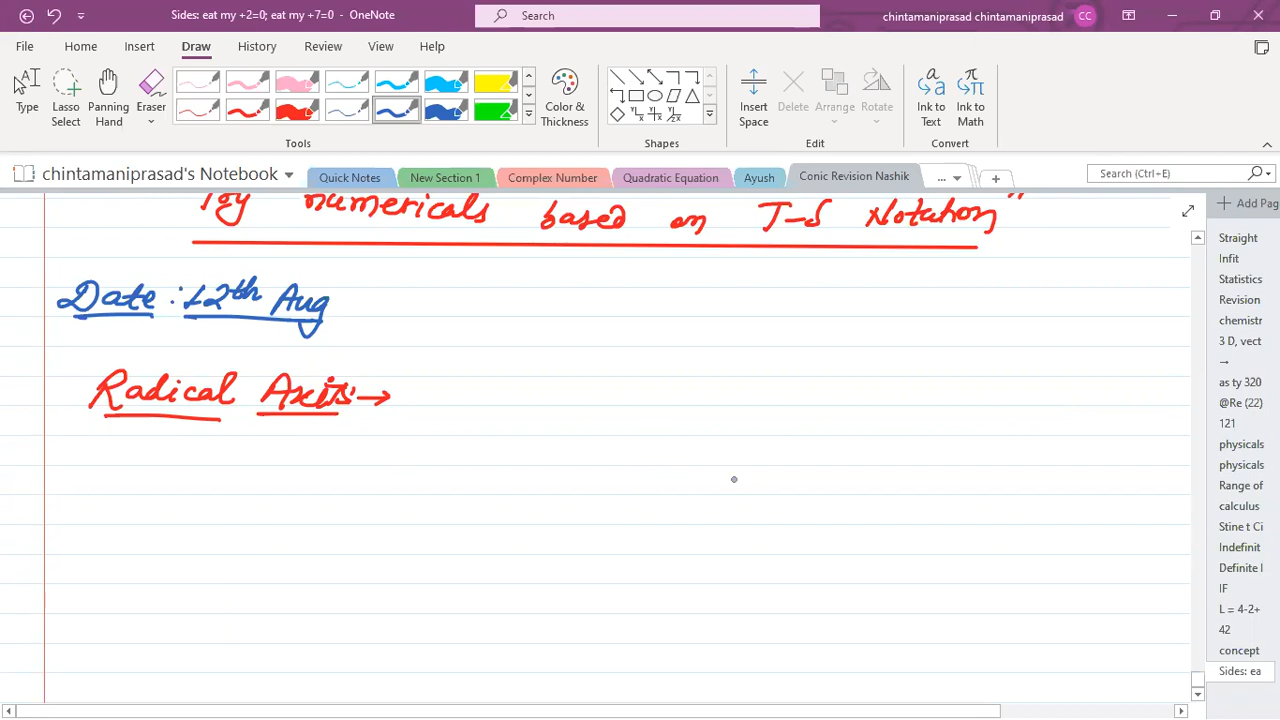 Sides: eat my +2=0; eat my +7=0 - OneNote
Search
chintamaniprasad chintamaniprasad CC
File Home Insert Draw History Review View Help
Type Lasso Select Panning Hand Eraser
Color & Thickness
Insert Space Delete Arrange Rotate
Ink to Text Ink to Math
Tools Shapes Edit Convert
chintamaniprasad's Notebook Quick Notes New Section 1 Complex Number Quadratic Equation Ayush Conic Revision Nashik ... + Search (Ctrl+E)
numericals based on T-S Notation"
Date : 12th Aug
Radical Axis →
+ Add Pag
Straight
Infit
Statistics
Revision
chemistr
3 D, vect
→
as ty 320
@Re (22)
121
physicals
physicals
Range of
calculus
Stine t Ci
Indefinit
Definite I
IF
L = 4-2+
42
concept
Sides: ea